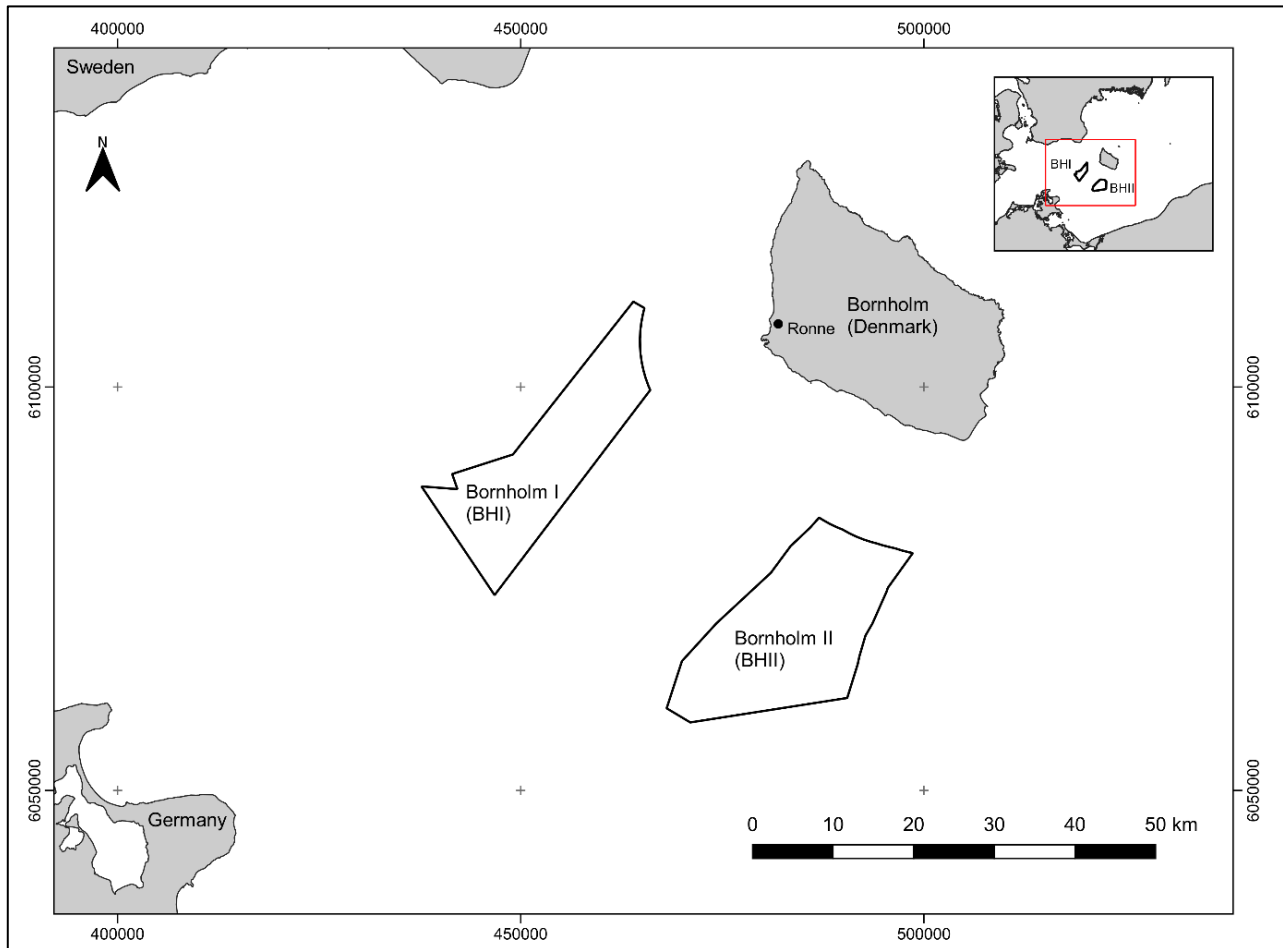 400000
450000
500000
Sweden
N
BHI
BHII
Bornholm
(Denmark)
Ronne
6100000
6100000
Bornholm I
(BHI)
Bornholm II
(BHII)
6050000
6050000
Germany
0 10 20 30 40 50 km
400000
450000
500000